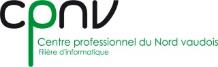 cpnv
Centre professionnel du Nord vaudois
Filière d'informatique